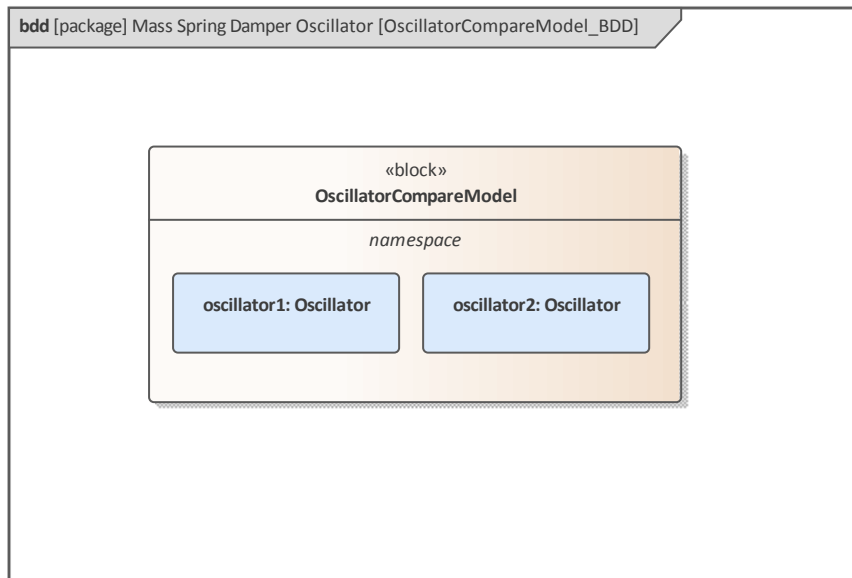 bdd [package] Mass Spring Damper Oscillator [OscillatorCompareModel_BDD]
«block»
OscillatorCompareModel
namespace
oscillator1: Oscillator
oscillator2: Oscillator